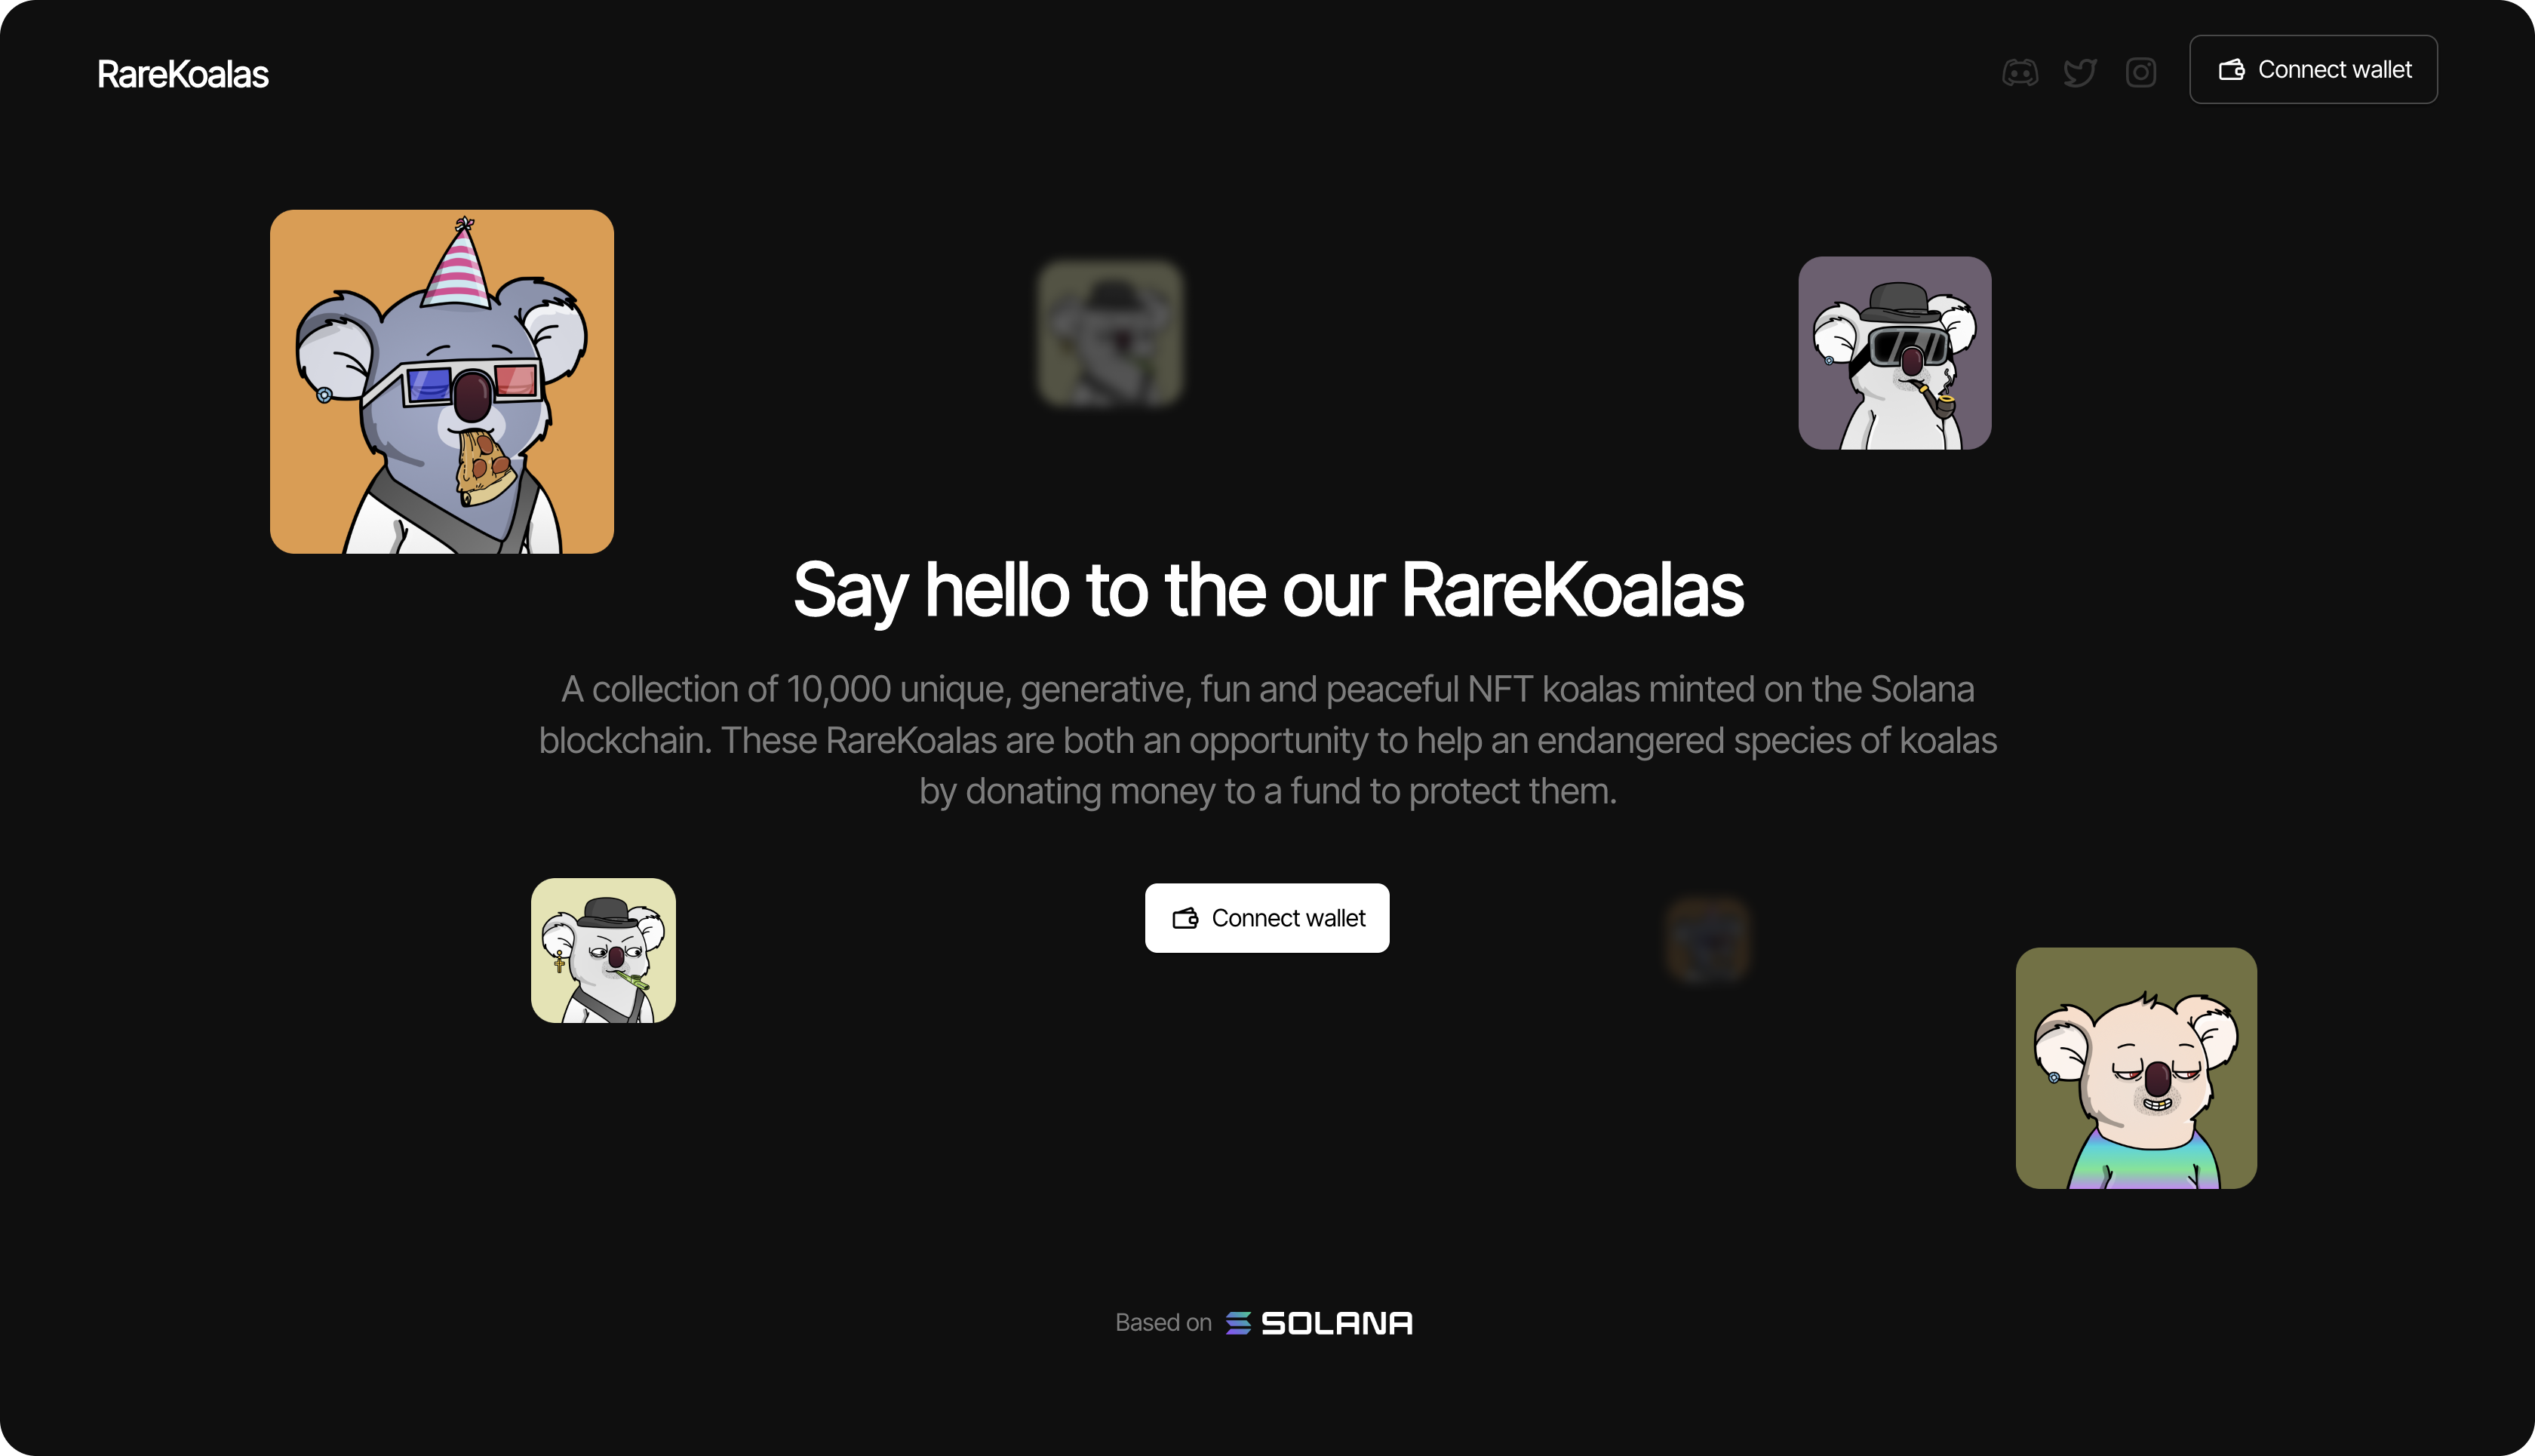 RareKoalas
Connect wallet
Say hello to the our RareKoalas
A collection of 10,000 unique, generative, fun and peaceful NFT koalas minted on the Solana
blockchain. These RareKoalas are both an opportunity to help an endangered species of koalas
by donating money to a fund to protect them.
Connect wallet
Based on SOLANA